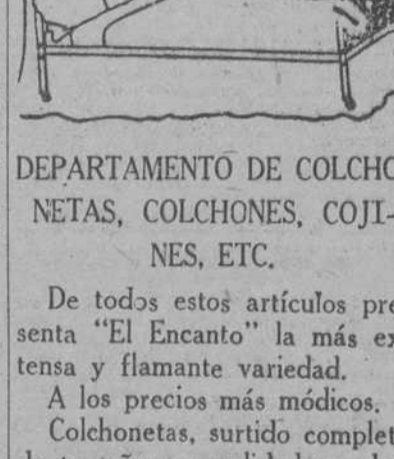 DEPARTAMENTO DE COLCHO
NETAS, COLCHONES, COJI-
NES, ETC.
De todos estos artículos pre
senta "El Encanto" la más ex
tensa y flamante variedad.
A los precios más módicos.
Colchonetas, surtido complet